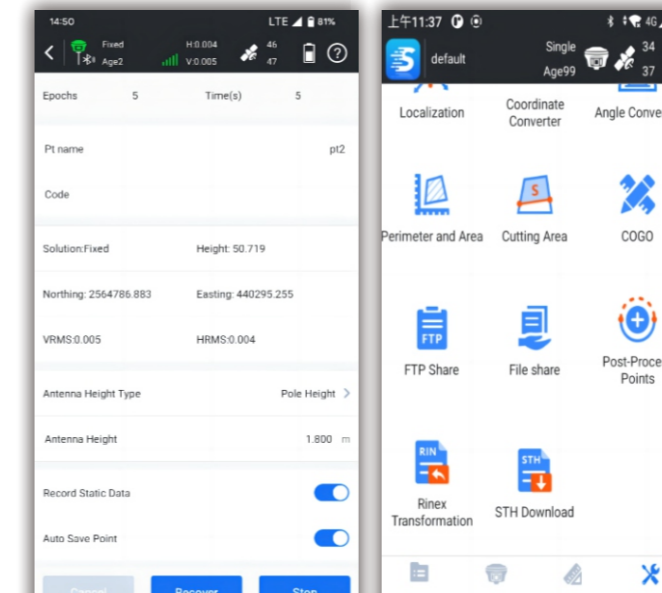 14:50
LTE 81%
Fixed
H:0.004
46
Age2
V:0.005
47
Epochs 5 Time(s) 5
Pt name pt2
Code
Solution:Fixed Height: 50.719
Northing: 2564786.883 Easting: 440295.255
VRMS:0.005 HRMS:0.004
Antenna Height Type Pole Height
Antenna Height 1.800 m
Record Static Data
Auto Save Point
Cancel Recover Stop
上午11:37
4G
default
Single
34
Age99
37
Localization
Coordinate
Converter
Angle Conve
Perimeter and Area
S
Cutting Area
COGO
FTP
FTP Share
File share
Post-Proce
Points
RIN
Rinex
Transformation
STH
STH Download